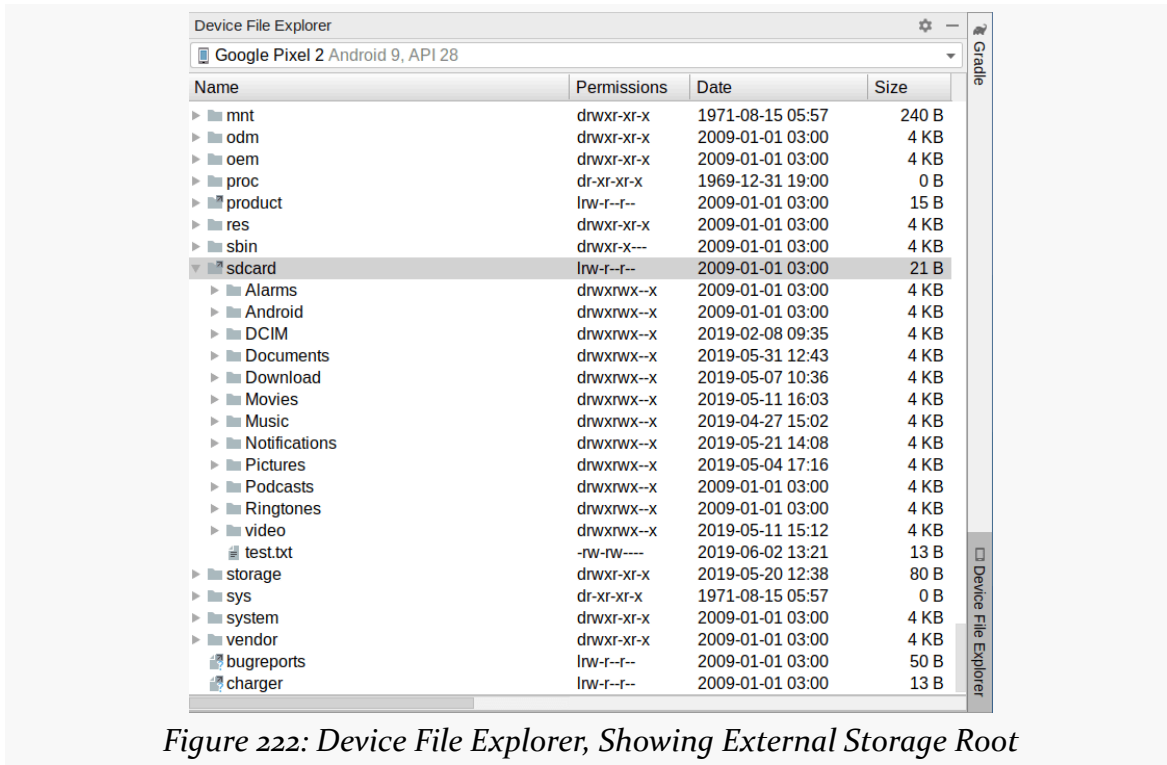 Device File Explorer
Google Pixel 2 Android 9, API 28
Name Permissions Date Size
mnt drwxr-xr-x 1971-08-15 05:57 240 B
odm drwxr-xr-x 2009-01-01 03:00 4 KB
oem drwxr-xr-x 2009-01-01 03:00 4 KB
proc dr-xr-xr-x 1969-12-31 19:00 0 B
product lrw-r--r-- 2009-01-01 03:00 15 B
res drwxr-xr-x 2009-01-01 03:00 4 KB
sbin drwxr-x--- 2009-01-01 03:00 4 KB
sdcard lrw-r--r-- 2009-01-01 03:00 21 B
Alarms drwxrwx--x 2009-01-01 03:00 4 KB
Android drwxrwx--x 2009-01-01 03:00 4 KB
DCIM drwxrwx--x 2019-02-08 09:35 4 KB
Documents drwxrwx--x 2019-05-31 12:43 4 KB
Download drwxrwx--x 2019-05-07 10:36 4 KB
Movies drwxrwx--x 2019-05-11 16:03 4 KB
Music drwxrwx--x 2019-04-27 15:02 4 KB
Notifications drwxrwx--x 2019-05-21 14:08 4 KB
Pictures drwxrwx--x 2019-05-04 17:16 4 KB
Podcasts drwxrwx--x 2009-01-01 03:00 4 KB
Ringtones drwxrwx--x 2009-01-01 03:00 4 KB
video drwxrwx--x 2019-05-11 15:12 4 KB
test.txt -rw-rw---- 2019-06-02 13:21 13 B
storage drwxr-xr-x 2019-05-20 12:38 80 B
sys dr-xr-xr-x 1971-08-15 05:57 0 B
system drwxr-xr-x 2009-01-01 03:00 4 KB
vendor drwxr-xr-x 2009-01-01 03:00 4 KB
bugreports lrw-r--r-- 2009-01-01 03:00 50 B
charger lrw-r--r-- 2009-01-01 03:00 13 B
Gradle
Device File Explorer
Figure 222: Device File Explorer, Showing External Storage Root